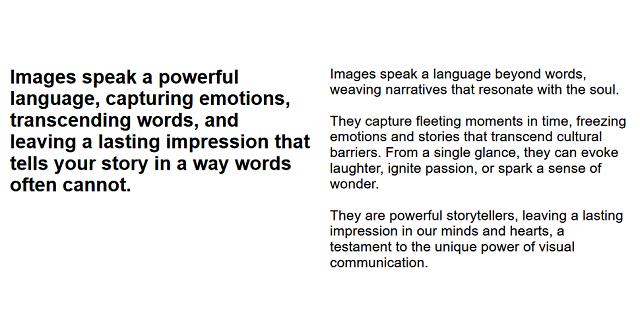 Images speak a powerful
language, capturing emotions,
transcending words, and
leaving a lasting impression that
tells your story in a way words
often cannot.
Images speak a language beyond words,
weaving narratives that resonate with the soul.
They capture fleeting moments in time, freezing
emotions and stories that transcend cultural
barriers. From a single glance, they can evoke
laughter, ignite passion, or spark a sense of
wonder.
They are powerful storytellers, leaving a lasting
impression in our minds and hearts, a
testament to the unique power of visual
communication.